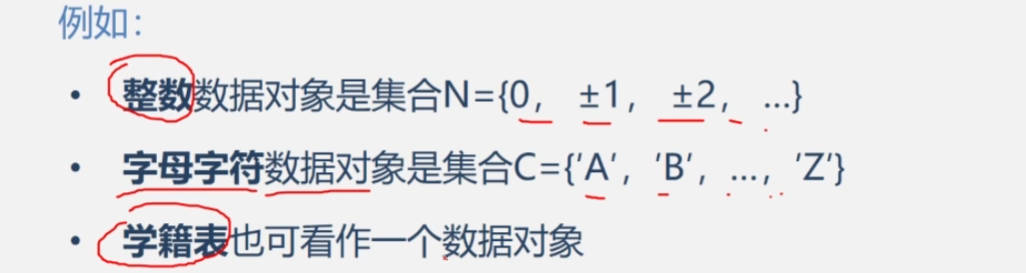 例如：
• 整数数据对象是集合N={0， ±1， ±2， …}
• 字母字符数据对象是集合C={'A'， 'B'， …， 'Z'}
• 学籍表也可看作一个数据对象